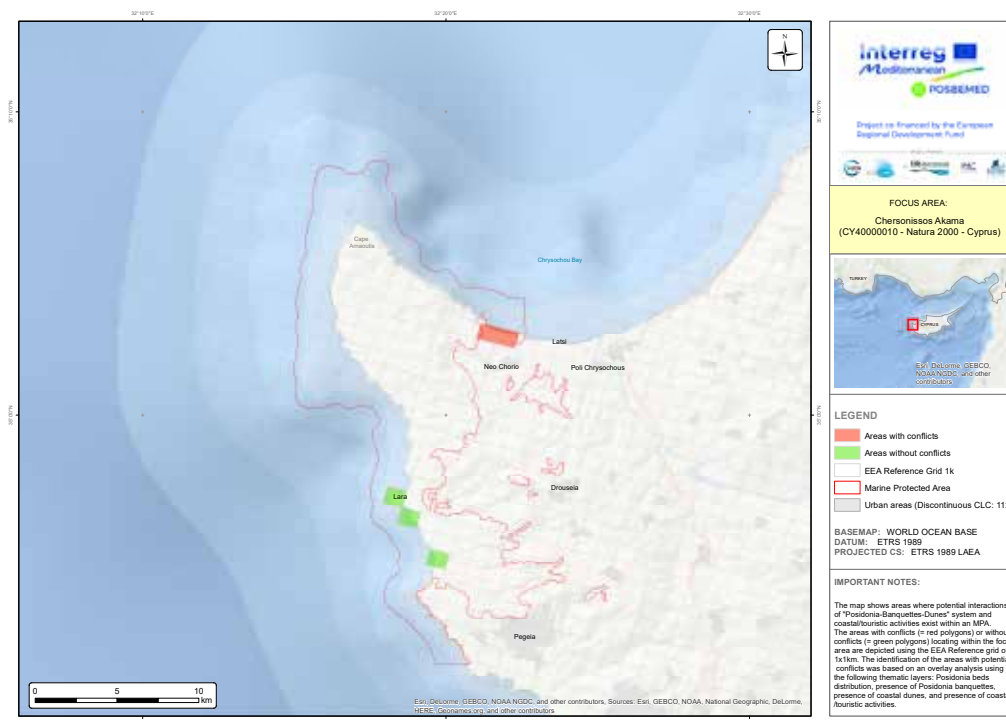 32°10'0"E
32°20'0"E
32°30'0"E
N
Cape
Arnaoutis
Chrysochou Bay
Latsi
Neo Chorio
Poli Chrysochous
Drouseia
Lara
Pegeia
0 5 10
km
Esri, DeLorme, GEBCO, NOAA NGDC, and other contributors, Sources: Esri, GEBCO, NOAA, National Geographic, DeLorme,
HERE, Geonames.org, and other contributors
Interreg
Mediterranean
POSBEMED
Project co-financed by the European
Regional Development Fund
FOCUS AREA:
Chersonissos Akama
(CY40000010 - Natura 2000 - Cyprus)
TURKEY
CYPRUS
Esri, DeLorme, GEBCO,
NOAA NGDC, and other
contributors
LEGEND
Areas with conflicts
Areas without conflicts
EEA Reference Grid 1k
Marine Protected Area
Urban areas (Discontinuous CLC: 11
BASEMAP: WORLD OCEAN BASE
DATUM: ETRS 1989
PROJECTED CS: ETRS 1989 LAEA
IMPORTANT NOTES:
The map shows areas where potential interactions
of "Posidonia-Banquettes-Dunes" system and
coastal/touristic activities exist within an MPA.
The areas with conflicts (= red polygons) or withou
conflicts (= green polygons) locating within the foc
area are depicted using the EEA Reference grid o
1x1km. The identification of the areas with potentia
conflicts was based on an overlay analysis using
the following thematic layers: Posidonia beds
distribution, presence of Posidonia banquettes,
presence of coastal dunes, and presence of coast
/touristic activities.